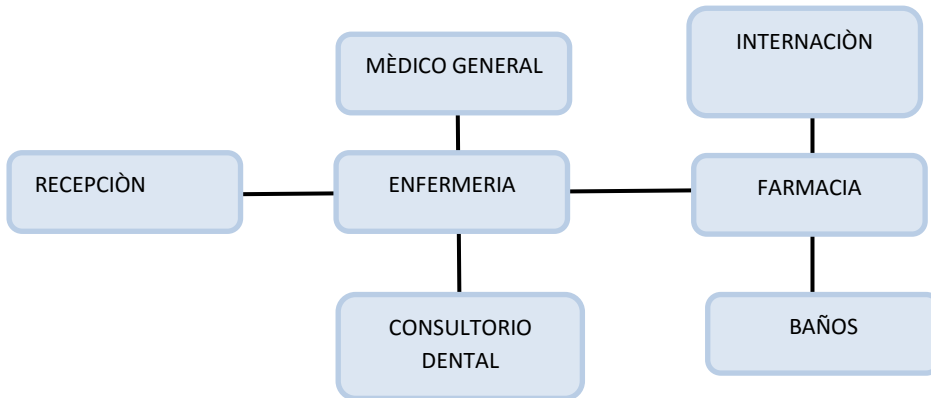 MÈDICO GENERAL
INTERNACIÒN
RECEPCIÒN
ENFERMERIA
FARMACIA
CONSULTORIO
DENTAL
BAÑOS